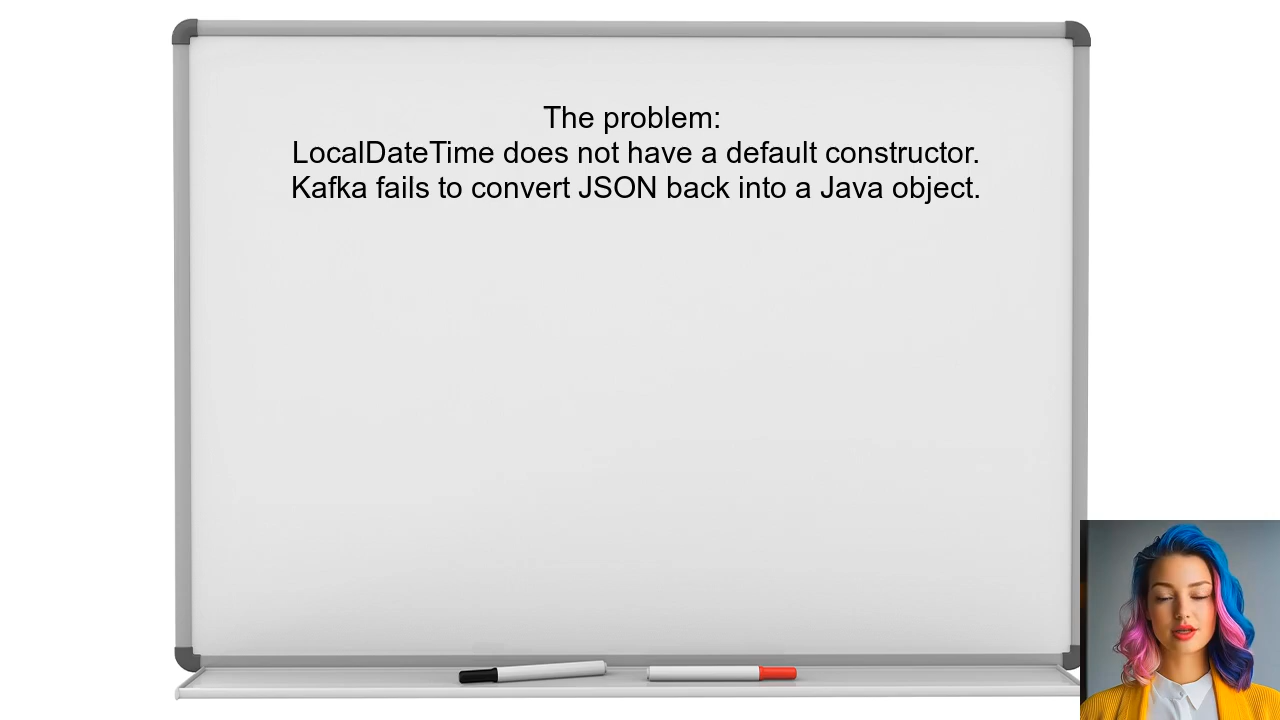 The problem:
LocalDateTime does not have a default constructor.
Kafka fails to convert JSON back into a Java object.